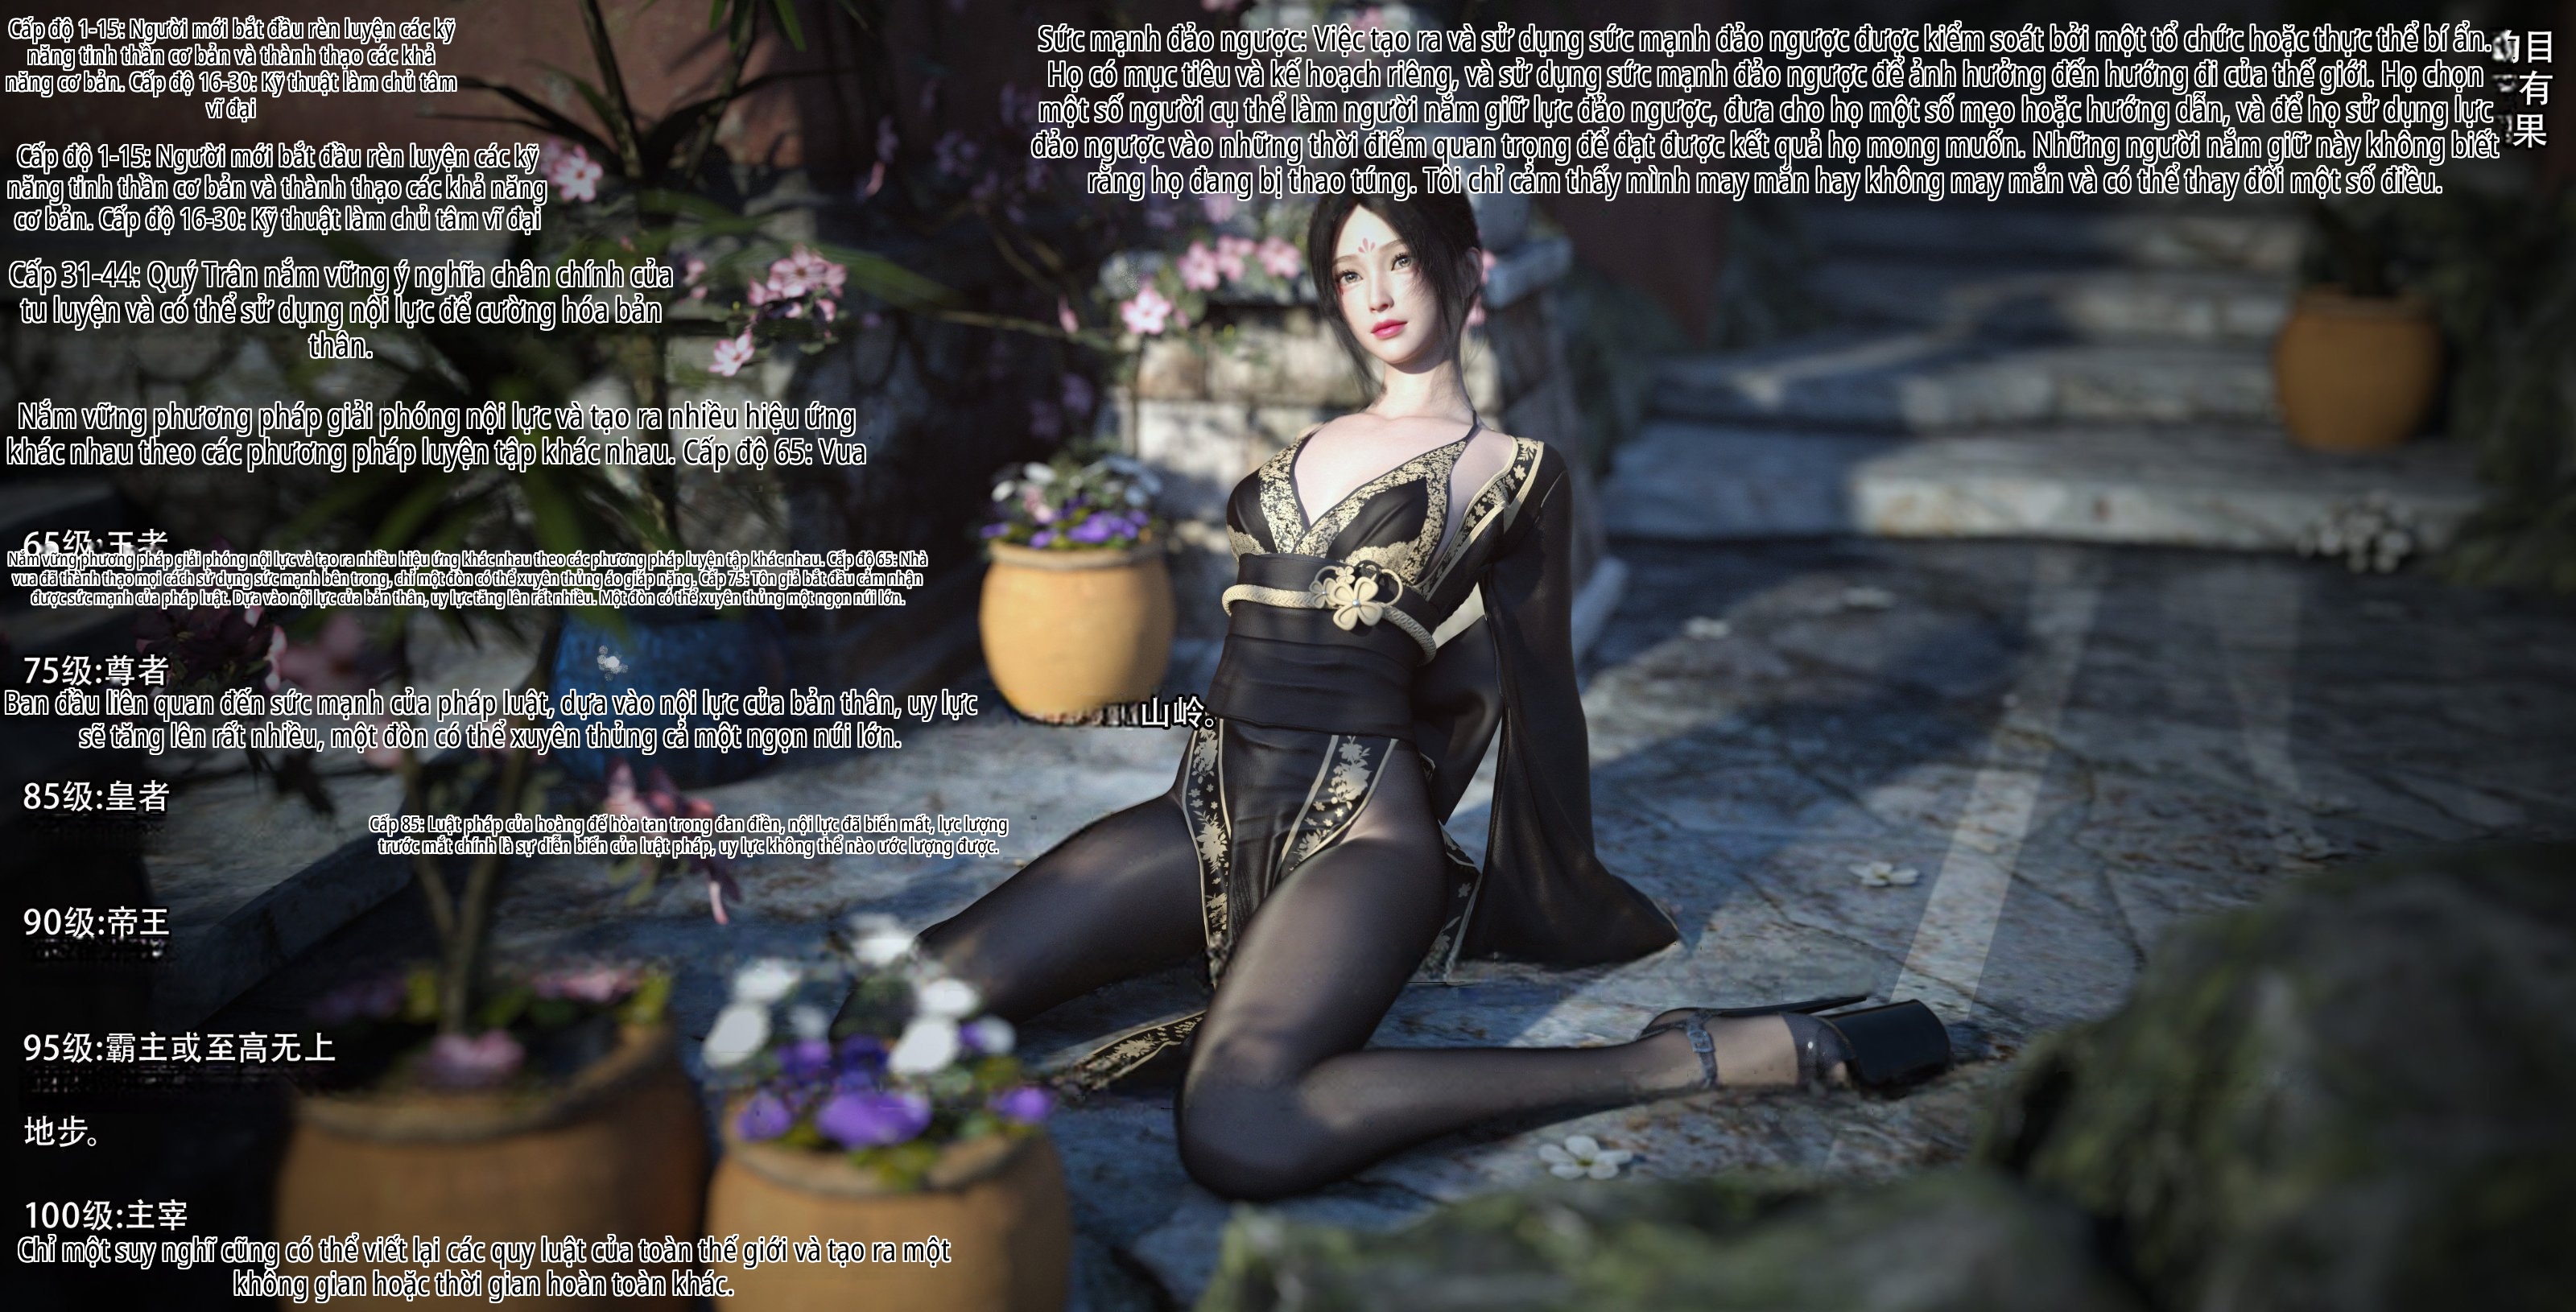 Cấp độ 1-15: Người mới bắt đầu rèn luyện các kỹ
năng tinh thần cơ bản và thành thạo các khả
năng cơ bản. Cấp độ 16-30: Kỹ thuật làm chủ tâm
vĩ đại
Cấp độ 1-15: Người mới bắt đầu rèn luyện các kỹ
năng tinh thần cơ bản và thành thạo các khả năng
cơ bản. Cấp độ 16-30: Kỹ thuật làm chủ tâm vĩ đại
Cấp 31-44: Quý Trân nắm vững ý nghĩa chân chính của
tu luyện và có thể sử dụng nội lực để cường hóa bản
thân.
Nắm vững phương pháp giải phóng nội lực và tạo ra nhiều hiệu ứng
khác nhau theo các phương pháp luyện tập khác nhau. Cấp độ 65: Vua
65级:王者
Nắm vững phương pháp giải phóng nội lực và tạo ra nhiều hiệu ứng khác nhau theo các phương pháp luyện tập khác nhau. Cấp độ 65: Nhà
vua đã thành thạo mọi cách sử dụng sức mạnh bên trong, chỉ một đòn có thể xuyên thủng áo giáp nặng. Cấp 75: Tôn giả bắt đầu cảm nhận
được sức mạnh của pháp luật. Dựa vào nội lực của bản thân, uy lực tăng lên rất nhiều. Một đòn có thể xuyên thủng một ngọn núi lớn.
75级:尊者
Ban đầu liên quan đến sức mạnh của pháp luật, dựa vào nội lực của bản thân, uy lực
sẽ tăng lên rất nhiều, một đòn có thể xuyên thủng cả một ngọn núi lớn.
山岭。
85级:皇者
Cấp 85: Luật pháp của hoàng đế hòa tan trong đan điền, nội lực đã biến mất, lực lượng
trước mắt chính là sự diễn biến của luật pháp, uy lực không thể nào ước lượng được.
90级:帝王
95级:霸主或至高无上
地步。
100级:主宰
Chỉ một suy nghĩ cũng có thể viết lại các quy luật của toàn thế giới và tạo ra một
không gian hoặc thời gian hoàn toàn khác.
Sức mạnh đảo ngược: Việc tạo ra và sử dụng sức mạnh đảo ngược được kiểm soát bởi một tổ chức hoặc thực thể bí ẩn.
Họ có mục tiêu và kế hoạch riêng, và sử dụng sức mạnh đảo ngược để ảnh hưởng đến hướng đi của thế giới. Họ chọn
một số người cụ thể làm người nắm giữ lực đảo ngược, đưa cho họ một số mẹo hoặc hướng dẫn, và để họ sử dụng lực
đảo ngược vào những thời điểm quan trọng để đạt được kết quả họ mong muốn. Những người nắm giữ này không biết
rằng họ đang bị thao túng. Tôi chỉ cảm thấy mình may mắn hay không may mắn và có thể thay đổi một số điều.
目
有
果